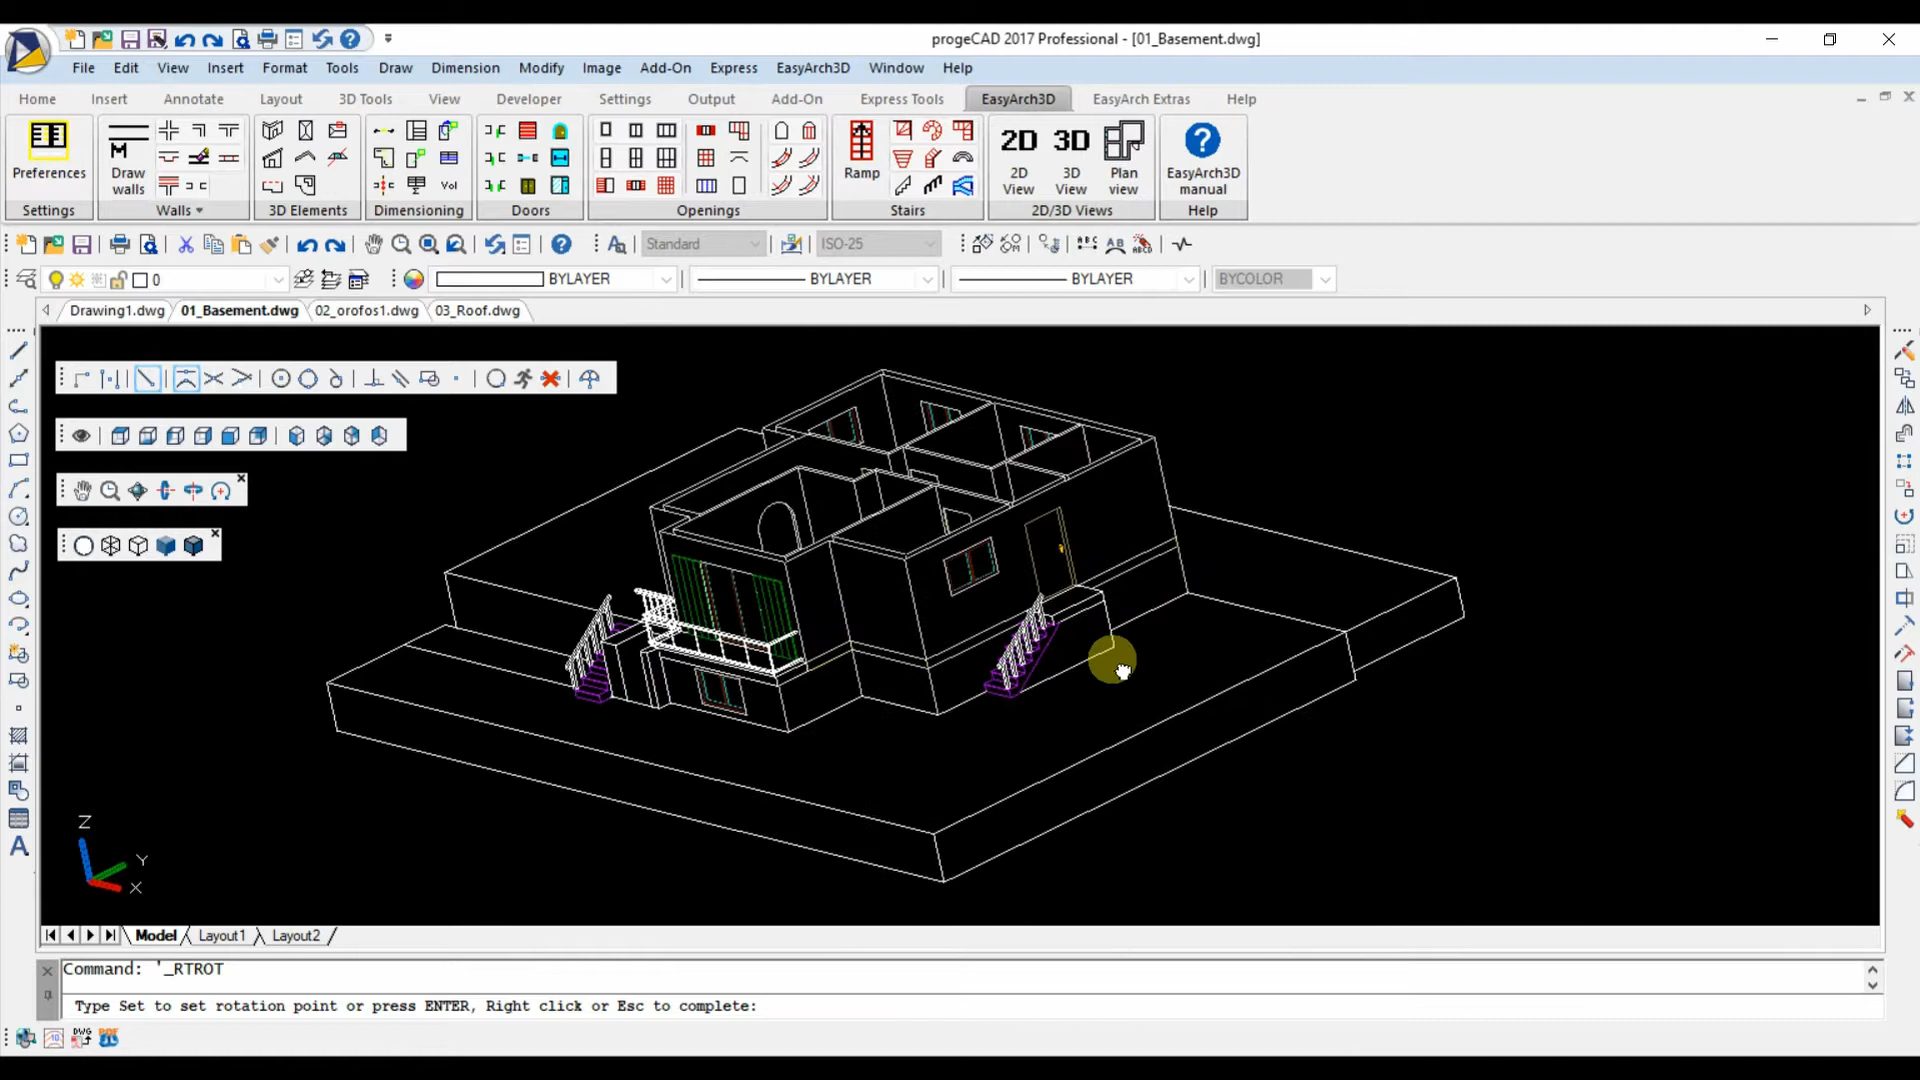 progeCAD 2017 Professional - [01_Basement.dwg]
File Edit View Insert Format Tools Draw Dimension Modify Image Add-On Express EasyArch3D Window Help
Home Insert Annotate Layout 3D Tools View Developer Settings Output Add-On Express Tools EasyArch3D EasyArch Extras Help
Preferences
M
Draw walls
Vol
Ramp
2D
2D View
3D
3D View
Plan view
EasyArch3D manual
Settings Walls 3D Elements Dimensioning Doors Openings Stairs 2D/3D Views Help
Standard ISO-25
0 BYLAYER BYLAYER BYLAYER BYCOLOR
Drawing1.dwg 01_Basement.dwg 02_orofos1.dwg 03_Roof.dwg
Z
Y
X
A
Model Layout1 Layout2
Command: '_RTROT
Type Set to set rotation point or press ENTER, Right click or Esc to complete: